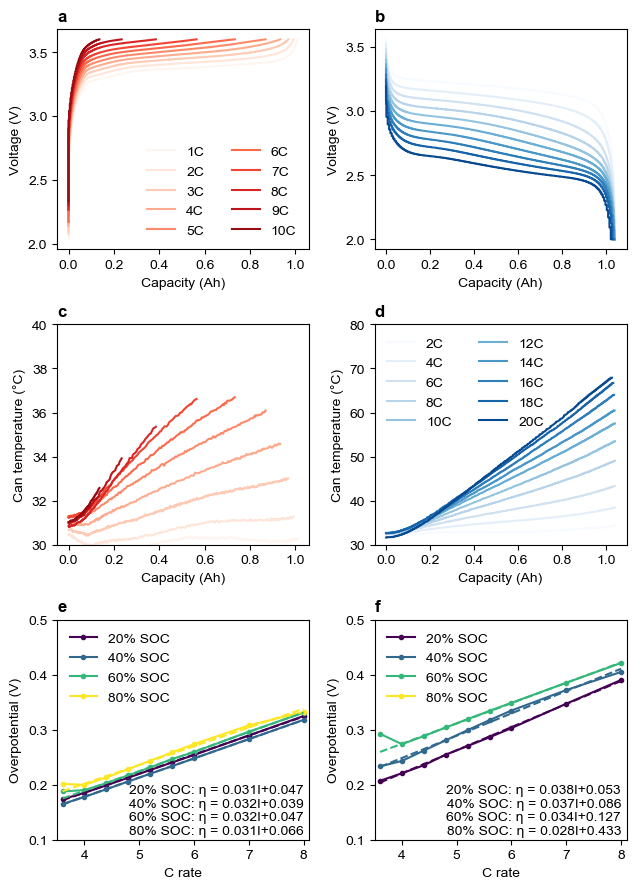 a
3.5
3.0
2.5
2.0
Voltage (V)
1C
2C
3C
4C
5C
6C
7C
8C
9C
10C
0.0 0.2 0.4 0.6 0.8 1.0
Capacity (Ah)
b
3.5
3.0
2.5
2.0
Voltage (V)
0.0 0.2 0.4 0.6 0.8 1.0
Capacity (Ah)
c
40
38
36
34
32
30
Can temperature (°C)
0.0 0.2 0.4 0.6 0.8 1.0
Capacity (Ah)
d
80
70
60
50
40
30
Can temperature (°C)
2C
4C
6C
8C
10C
12C
14C
16C
18C
20C
0.0 0.2 0.4 0.6 0.8 1.0
Capacity (Ah)
e
0.5
0.4
0.3
0.2
0.1
Overpotential (V)
20% SOC
40% SOC
60% SOC
80% SOC
20% SOC: η = 0.031I+0.047
40% SOC: η = 0.032I+0.039
60% SOC: η = 0.032I+0.047
80% SOC: η = 0.031I+0.066
4 5 6 7 8
C rate
f
0.5
0.4
0.3
0.2
0.1
Overpotential (V)
20% SOC
40% SOC
60% SOC
80% SOC
20% SOC: η = 0.038I+0.053
40% SOC: η = 0.037I+0.086
60% SOC: η = 0.034I+0.127
80% SOC: η = 0.028I+0.433
4 5 6 7 8
C rate